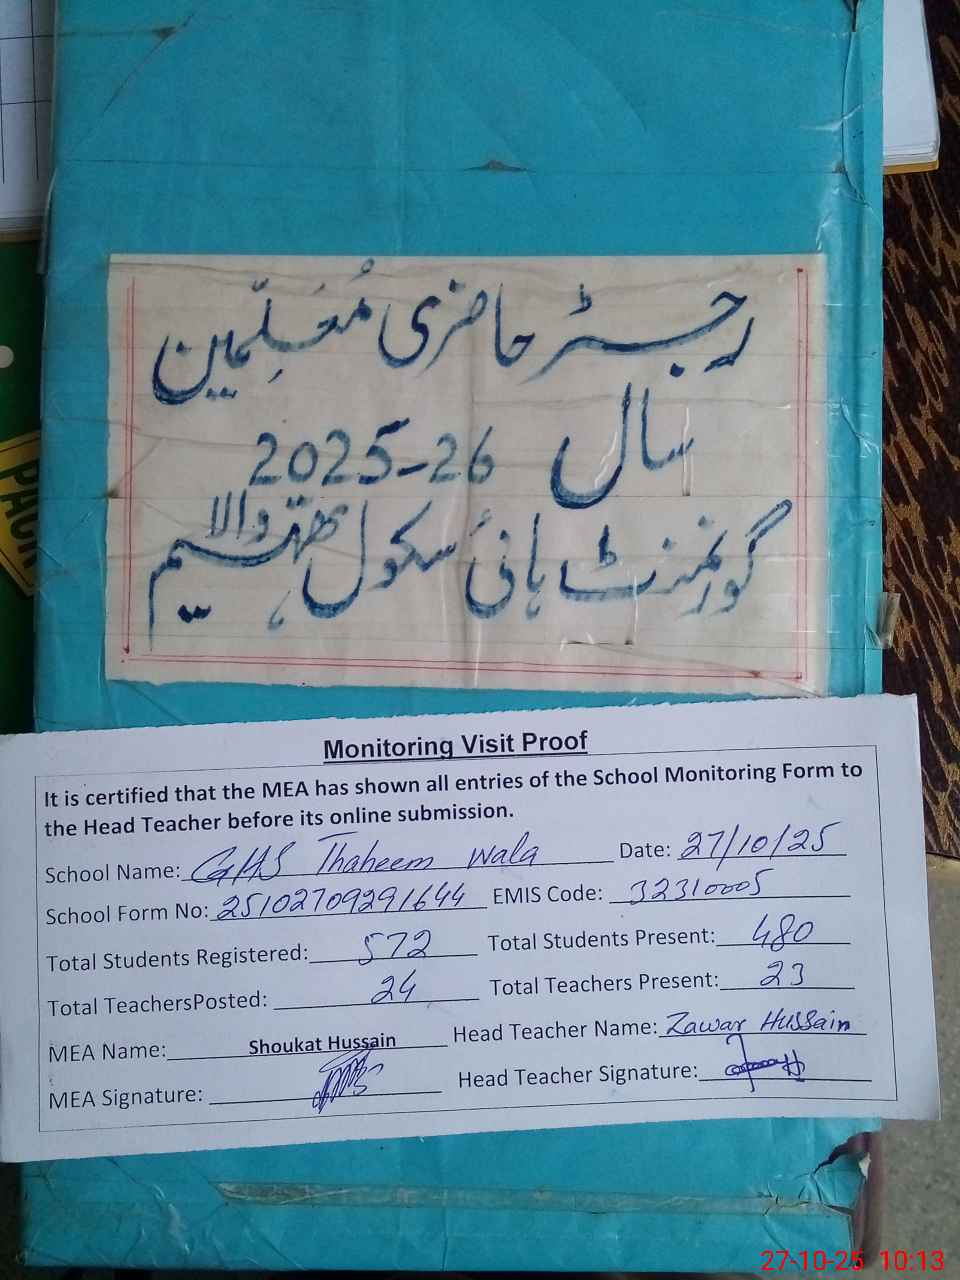 رجسٹر حاضری مُعَلِّمین
سال 2025-26
گورنمنٹ ہائی سکول تھہیم والا
PACK
Monitoring Visit Proof
It is certified that the MEA has shown all entries of the School Monitoring Form to
the Head Teacher before its online submission.
School Name: GHS Thaheem Wala Date: 27/10/25
School Form No: 25102709291644 EMIS Code: 32310005
Total Students Registered: 572 Total Students Present: 480
Total TeachersPosted: 24 Total Teachers Present: 23
MEA Name: Shoukat Hussain Head Teacher Name: Zawar Hussain
MEA Signature: Head Teacher Signature:
27-10-25 10:13